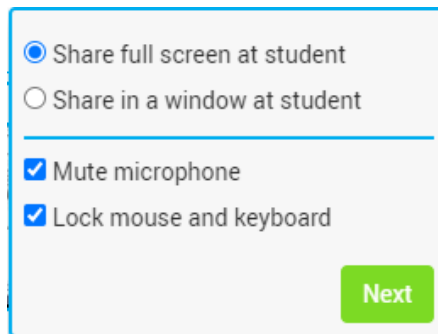 Share full screen at student
Share in a window at student
Mute microphone
Lock mouse and keyboard
Next